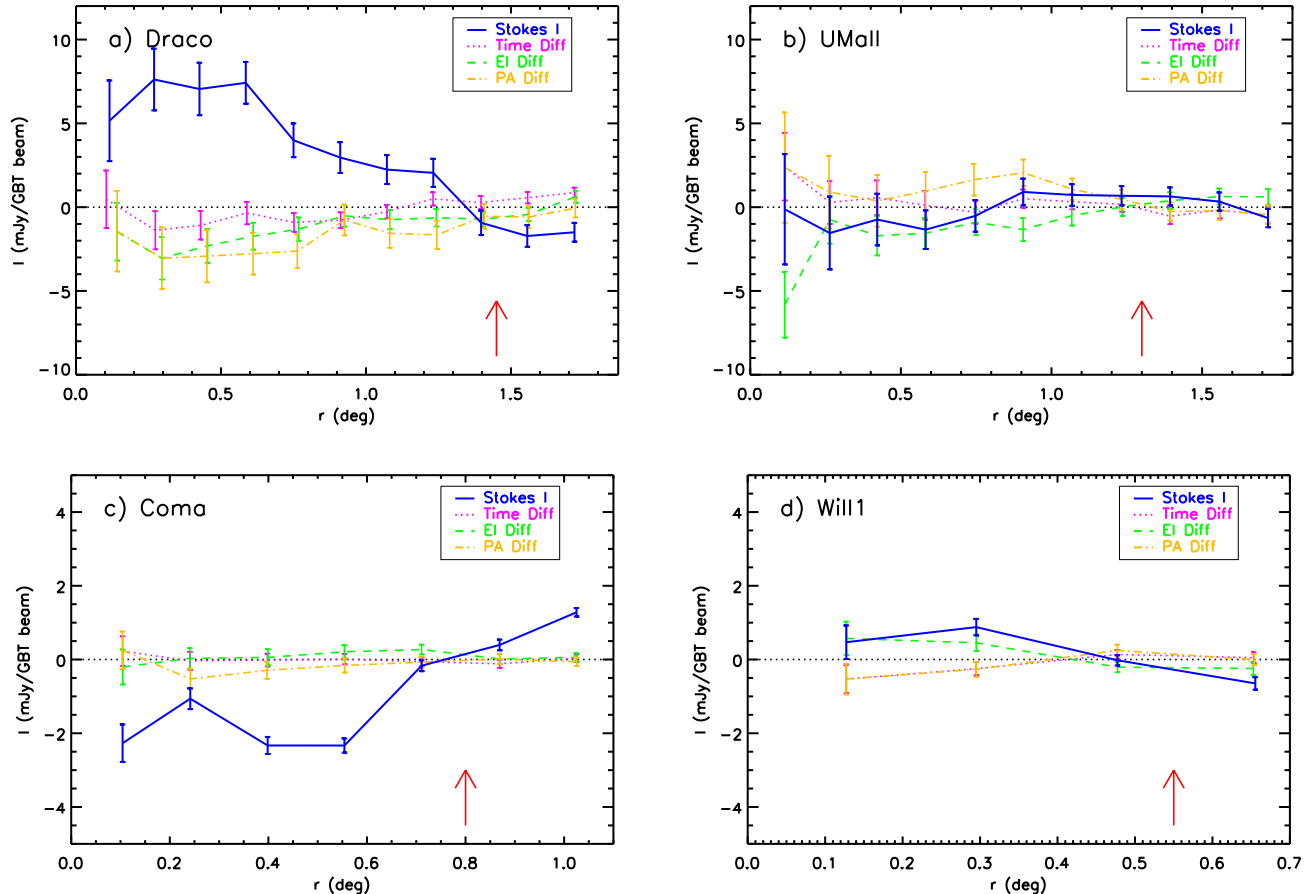 a) Draco
Stokes I
Time Diff
El Diff
PA Diff
10
5
0
-5
-10
I (mJy/GBT beam)
0.0 0.5 1.0 1.5
r (deg)
b) UMaII
Stokes I
Time Diff
El Diff
PA Diff
10
5
0
-5
-10
I (mJy/GBT beam)
0.0 0.5 1.0 1.5
r (deg)
c) Coma
Stokes I
Time Diff
El Diff
PA Diff
4
2
0
-2
-4
I (mJy/GBT beam)
0.0 0.2 0.4 0.6 0.8 1.0
r (deg)
d) Will1
Stokes I
Time Diff
El Diff
PA Diff
4
2
0
-2
-4
I (mJy/GBT beam)
0.0 0.1 0.2 0.3 0.4 0.5 0.6 0.7
r (deg)